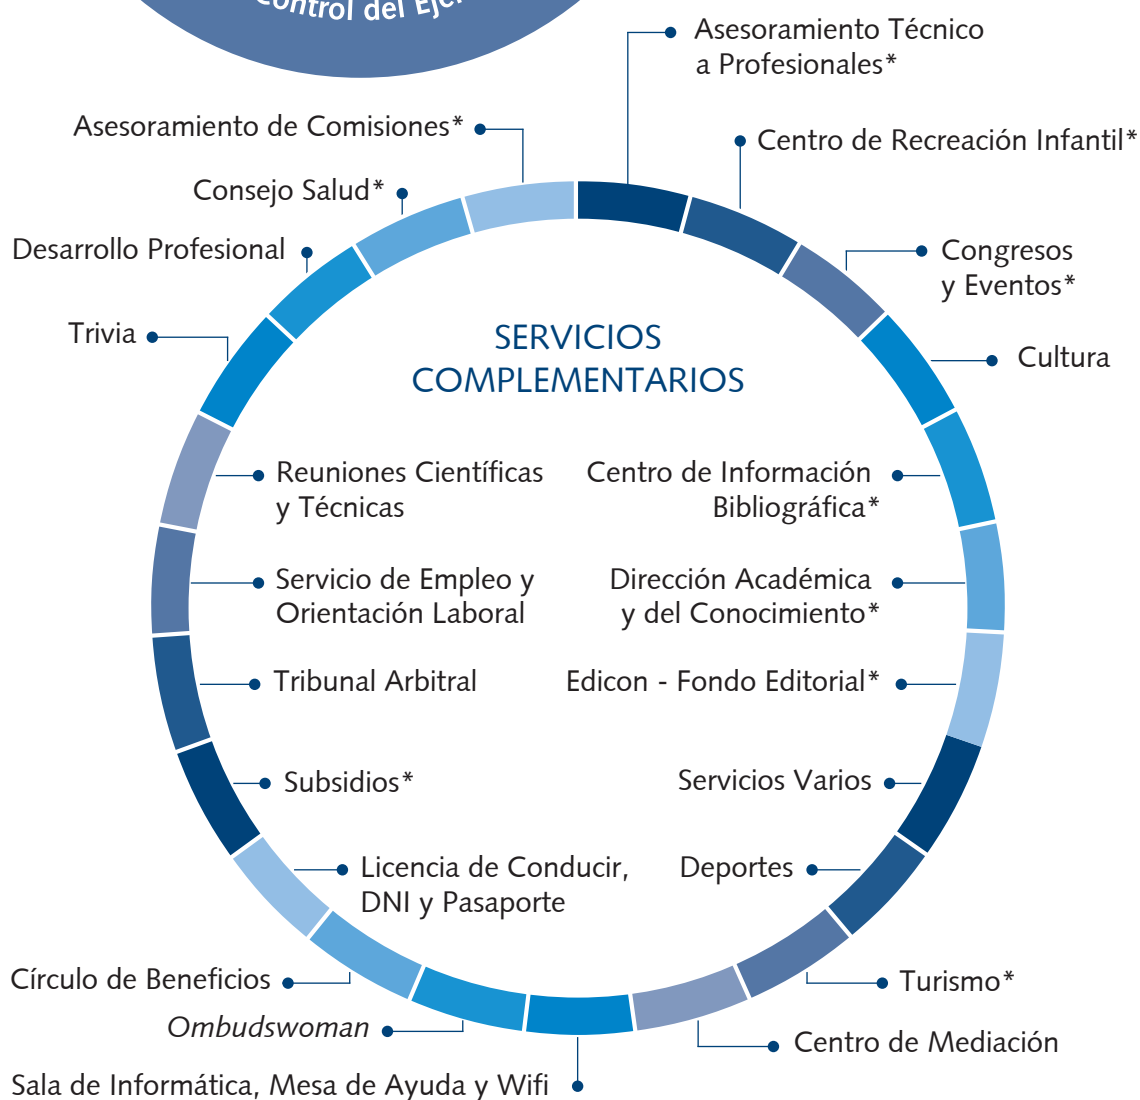 Control del Ejer
Asesoramiento Técnico
a Profesionales*
Asesoramiento de Comisiones*
Centro de Recreación Infantil*
Consejo Salud*
Desarrollo Profesional
Congresos
y Eventos*
Trivia
SERVICIOS
COMPLEMENTARIOS
Cultura
Reuniones Científicas
y Técnicas
Centro de Información
Bibliográfica*
Servicio de Empleo y
Orientación Laboral
Dirección Académica
y del Conocimiento*
Tribunal Arbitral
Edicon - Fondo Editorial*
Subsidios*
Servicios Varios
Licencia de Conducir,
DNI y Pasaporte
Deportes
Círculo de Beneficios
Turismo*
Ombudswoman
Centro de Mediación
Sala de Informática, Mesa de Ayuda y Wifi